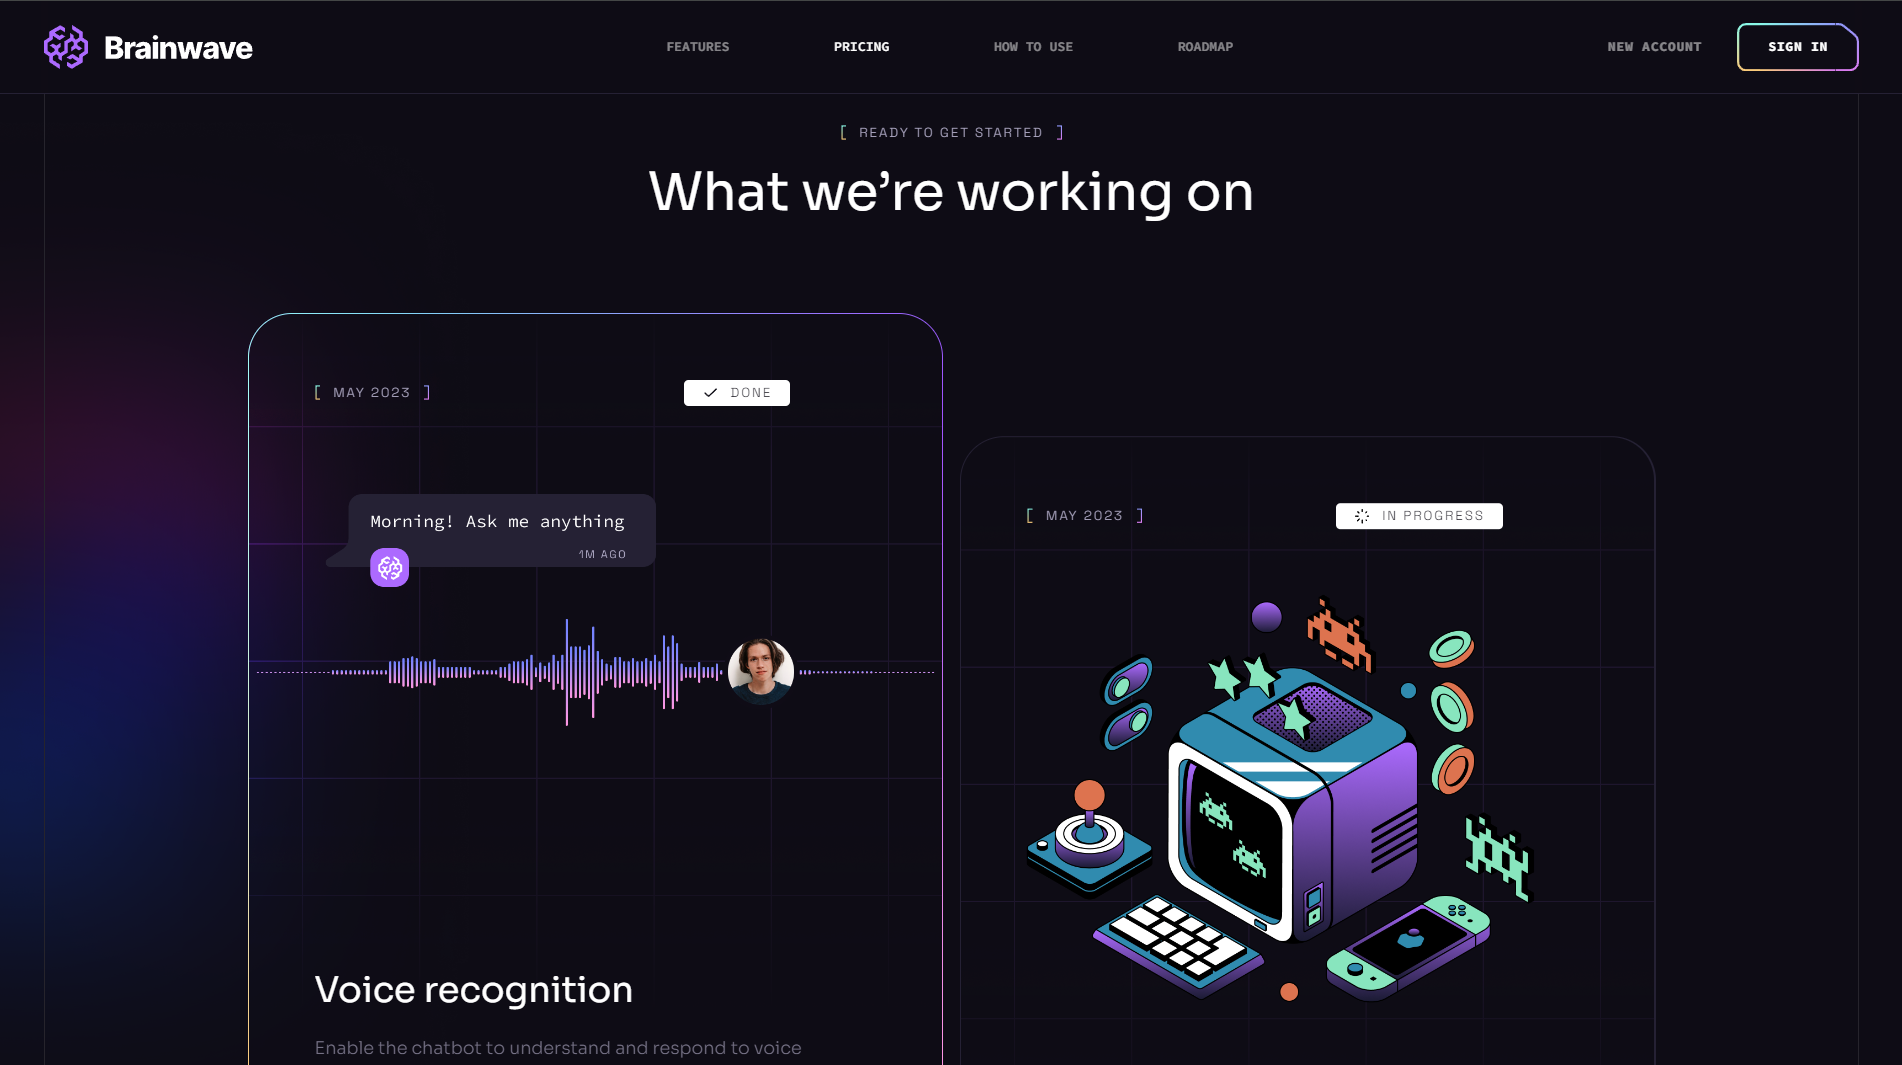 Brainwave
FEATURES
PRICING
HOW TO USE
ROADMAP
NEW ACCOUNT
SIGN IN
[ READY TO GET STARTED ]
What we’re working on
[ MAY 2023 ]
DONE
Morning! Ask me anything
1M AGO
Voice recognition
Enable the chatbot to understand and respond to voice
[ MAY 2023 ]
IN PROGRESS